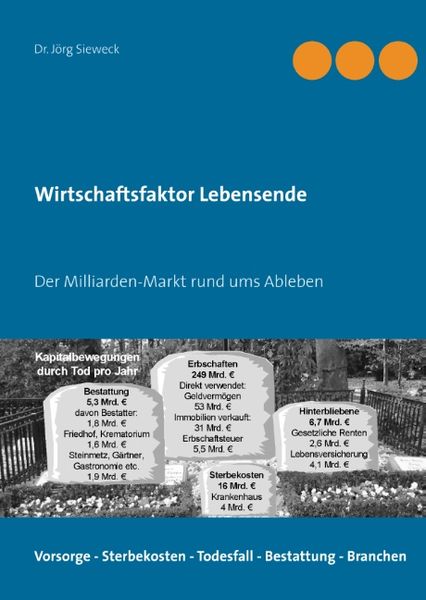 Dr. Jörg Sieweck
Wirtschaftsfaktor Lebensende
Der Milliarden-Markt rund ums Ableben
Kapitalbewegungen
durch Tod pro Jahr
Bestattung
5,3 Mrd. €
davon Bestatter:
1,8 Mrd. €
Friedhof, Krematorium
1,6 Mrd. €
Steinmetz, Gärtner,
Gastronomie etc.
1,9 Mrd. €
Erbschaften
249 Mrd. €
Direkt verwendet:
Geldvermögen
53 Mrd. €
Immobilien verkauft:
31 Mrd. €
Erbschaftsteuer
5,5 Mrd. €
Sterbekosten
16 Mrd. €
Krankenhaus
4 Mrd. €
Hinterbliebene
6,7 Mrd. €
Gesetzliche Renten
2,6 Mrd. €
Lebensversicherung
4,1 Mrd. €
Vorsorge - Sterbekosten - Todesfall - Bestattung - Branchen